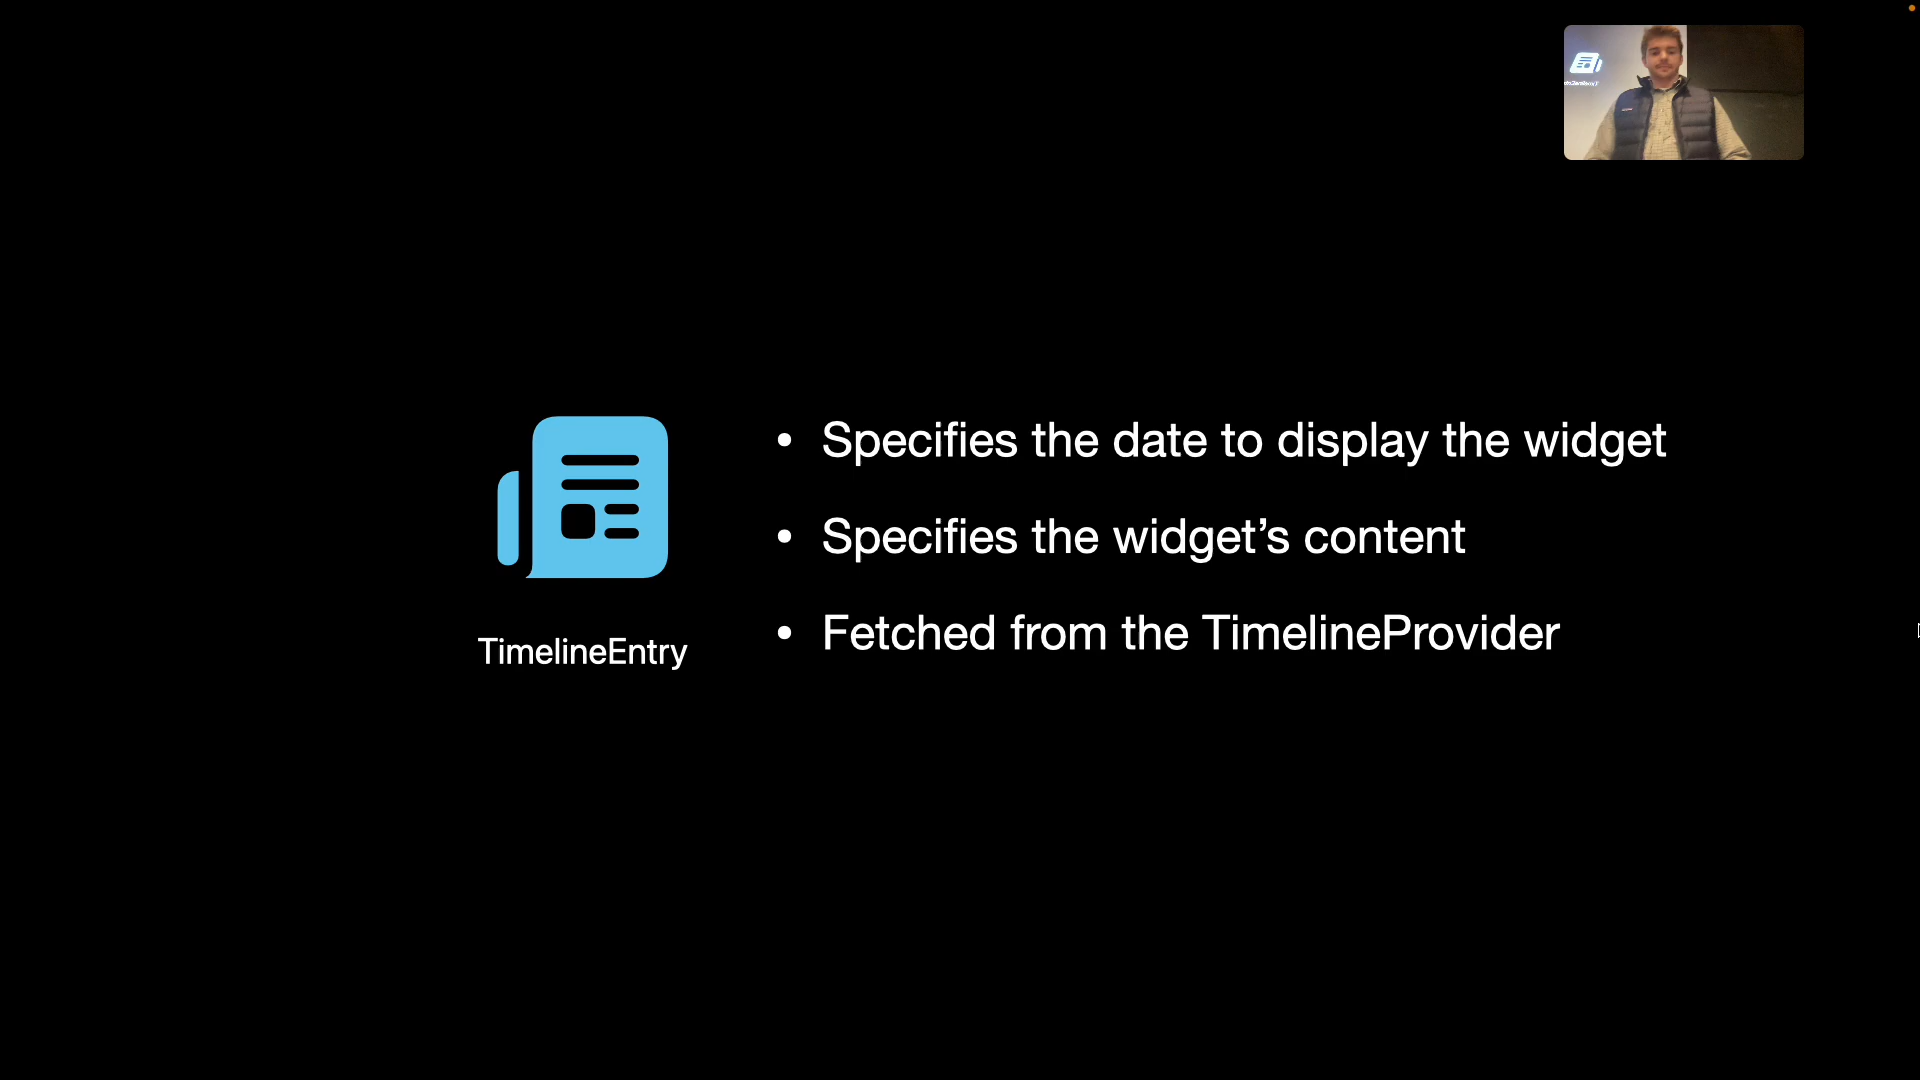 TimelineEntry
• Specifies the date to display the widget
• Specifies the widget’s content
• Fetched from the TimelineProvider